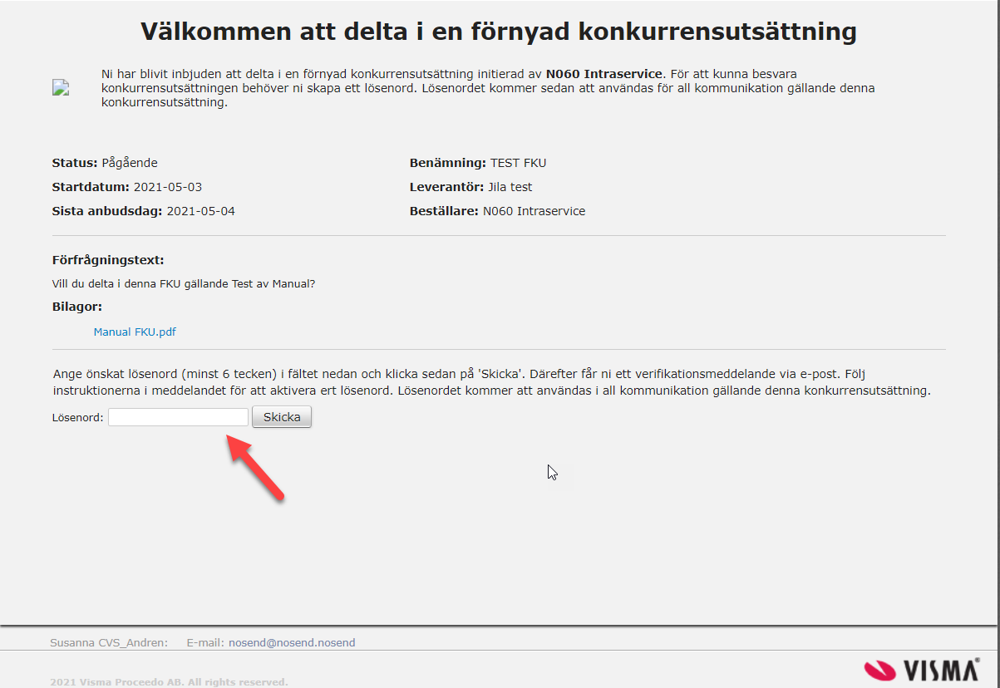 Välkommen att delta i en förnyad konkurrensutsättning
Ni har blivit inbjuden att delta i en förnyad konkurrensutsättning initierad av N060 Intraservice. För att kunna besvara
konkurrensutsättningen behöver ni skapa ett lösenord. Lösenordet kommer sedan att användas för all kommunikation gällande denna
konkurrensutsättning.
Status: Pågående
Benämning: TEST FKU
Startdatum: 2021-05-03
Leverantör: Jila test
Sista anbudsdag: 2021-05-04
Beställare: N060 Intraservice
Förfrågningstext:
Vill du delta i denna FKU gällande Test av Manual?
Bilagor:
Manual FKU.pdf
Ange önskat lösenord (minst 6 tecken) i fältet nedan och klicka sedan på 'Skicka'. Därefter får ni ett verifikationsmeddelande via e-post. Följ
instruktionerna i meddelandet för att aktivera ert lösenord. Lösenordet kommer att användas i all kommunikation gällande denna konkurrensutsättning.
Lösenord: Skicka
Susanna CVS_Andren: E-mail: nosend@nosend.nosend
VISMA®
2021 Visma Proceedo AB. All rights reserved.